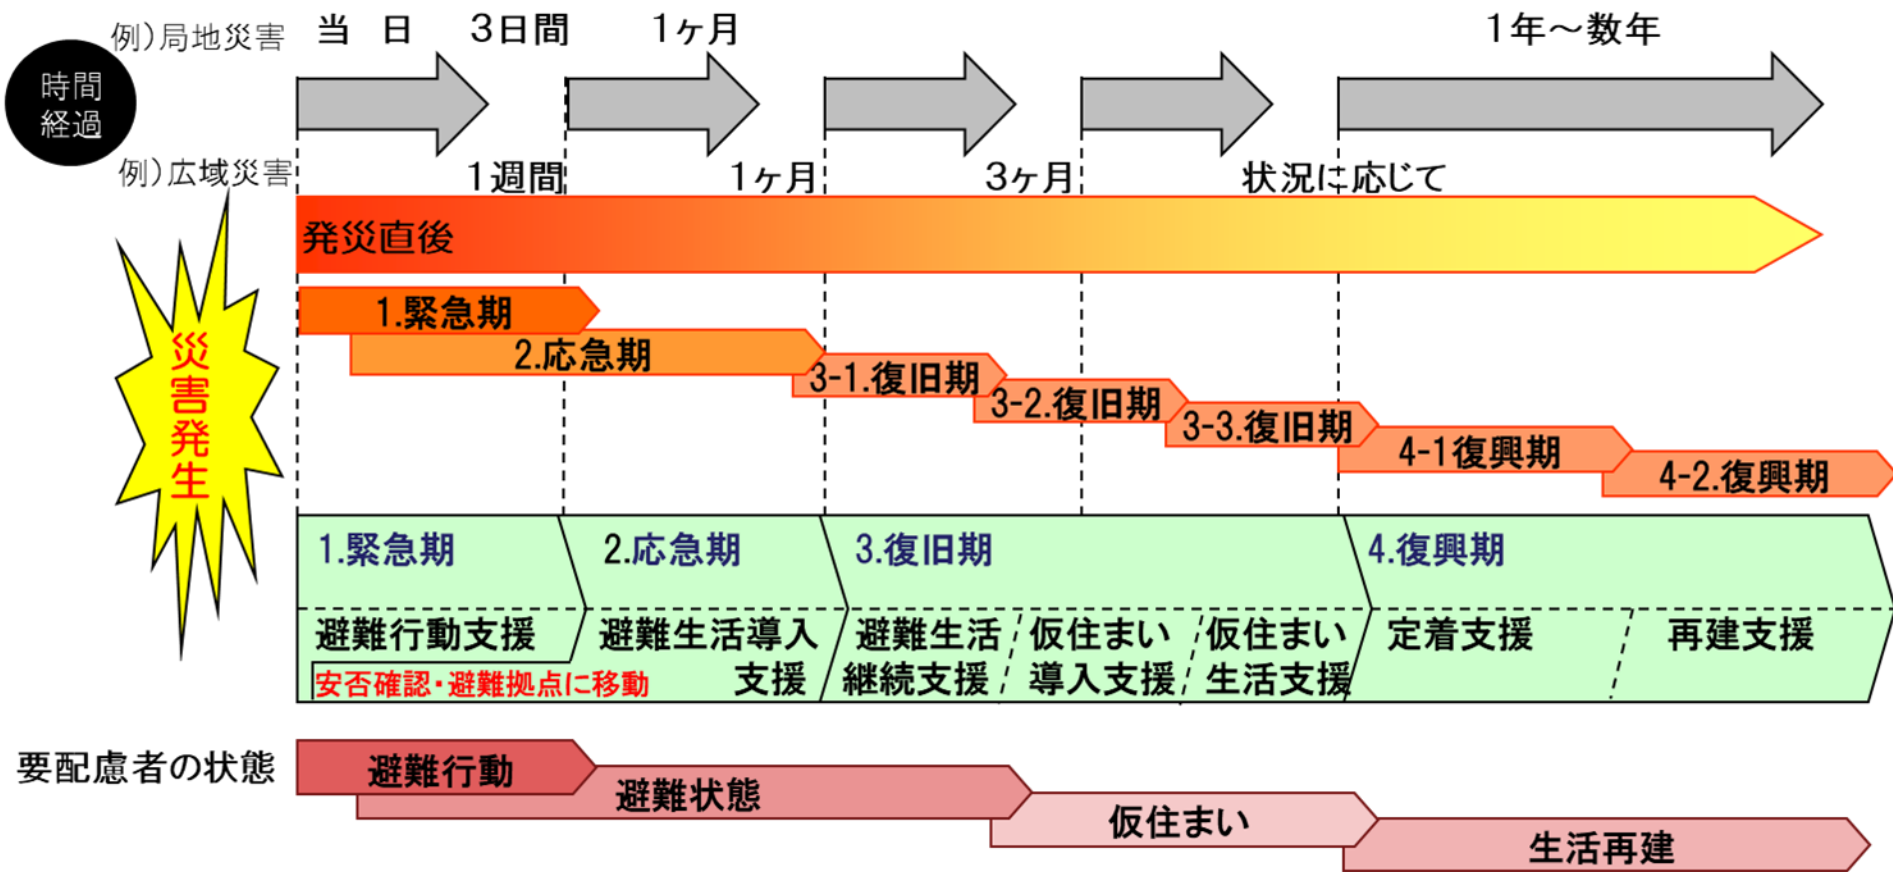 例）局地災害
当 日
3日間
1ヶ月
1年～数年
時間
経過
例）広域災害
1週間
1ヶ月
3ヶ月
状況に応じて
発災直後
災害発生
1.緊急期
2.応急期
3-1.復旧期
3-2.復旧期
3-3.復旧期
4-1復興期
4-2.復興期
1.緊急期
2.応急期
3.復旧期
4.復興期
避難行動支援
安否確認・避難拠点に移動
避難生活導入
支援
避難生活
継続支援
仮住まい
導入支援
仮住まい
生活支援
定着支援
再建支援
要配慮者の状態
避難行動
避難状態
仮住まい
生活再建